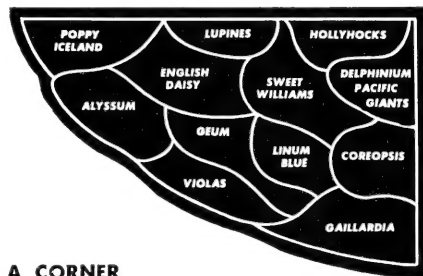 POPPY
ICELAND
LUPINES
HOLLYHOCKS
ENGLISH
DAISY
SWEET
WILLIAMS
DELPHINIUM
PACIFIC
GIANTS
ALYSSUM
GEUM
LINUM
BLUE
COREOPSIS
VIOLAS
GAILLARDIA
A CORNER